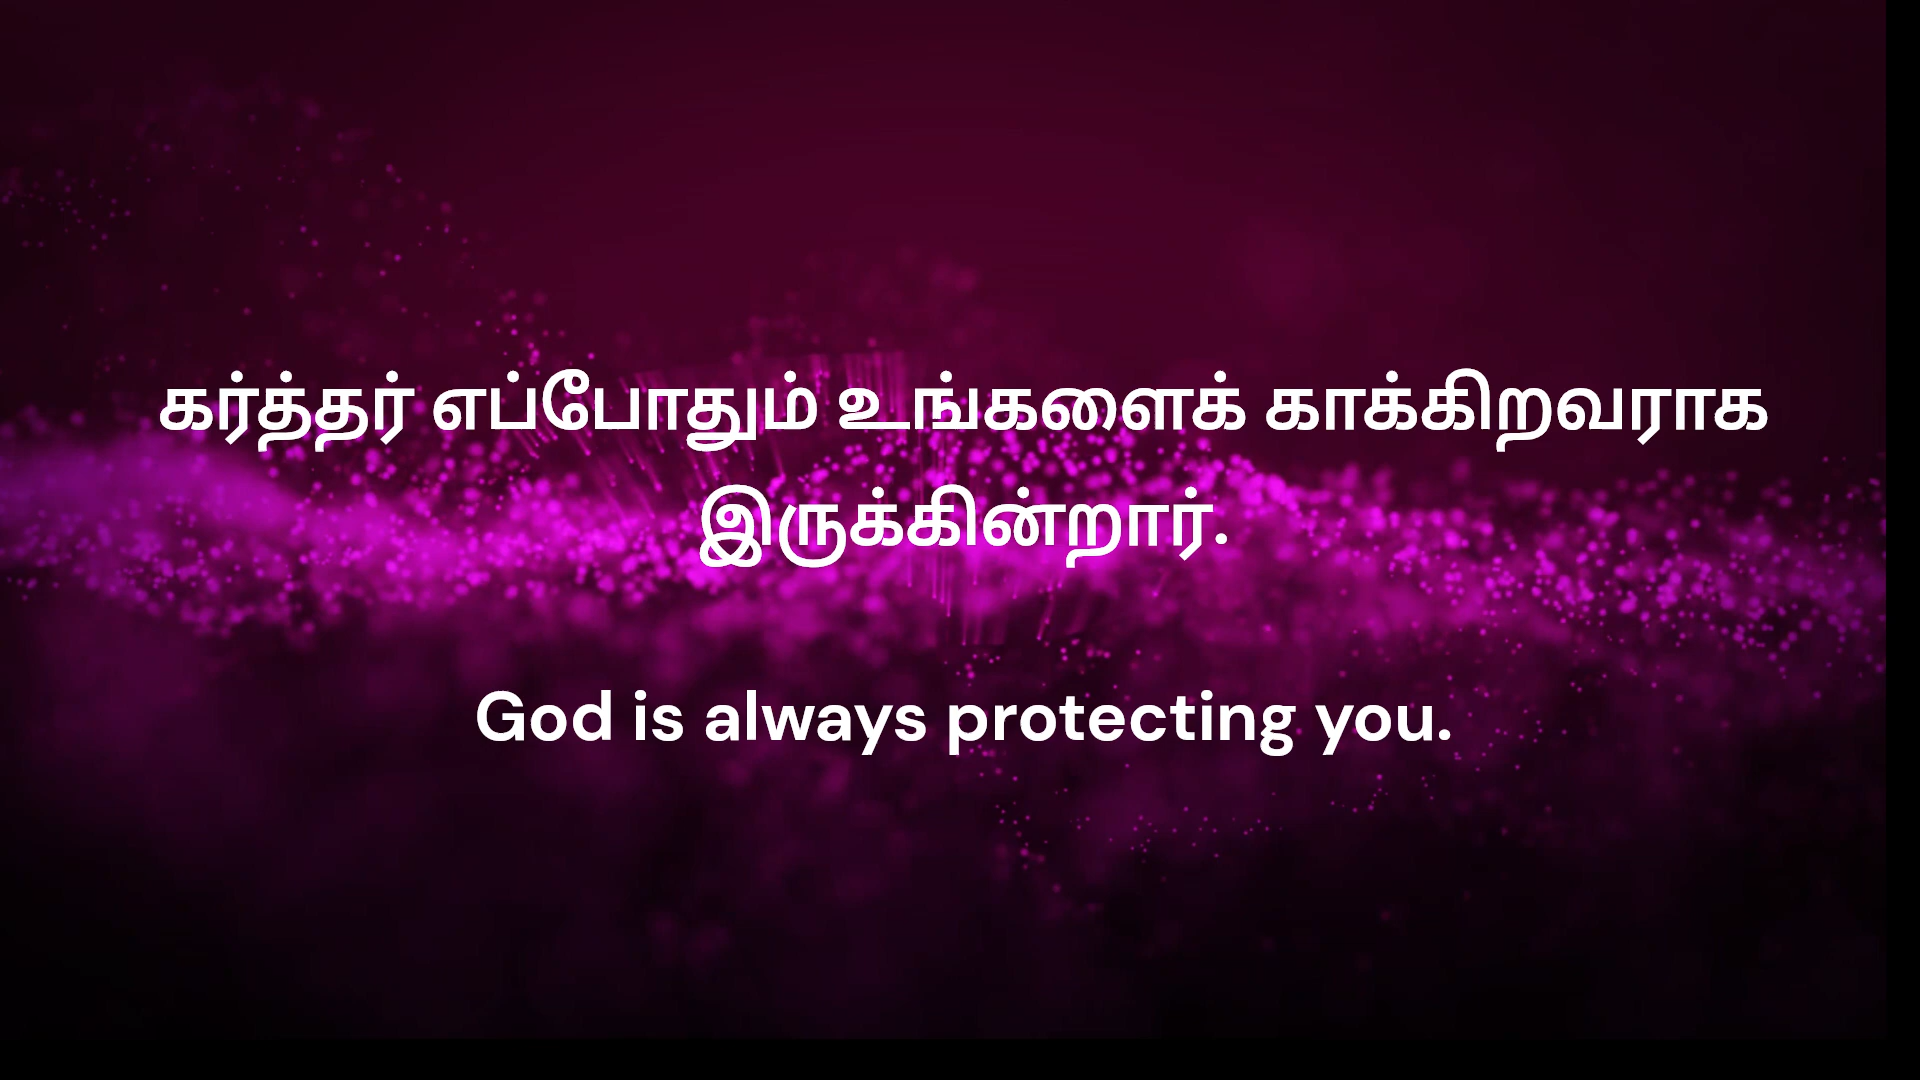 கர்த்தர் எப்போதும் உங்களைக் காக்கிறவராக
இருக்கின்றார்.
God is always protecting you.